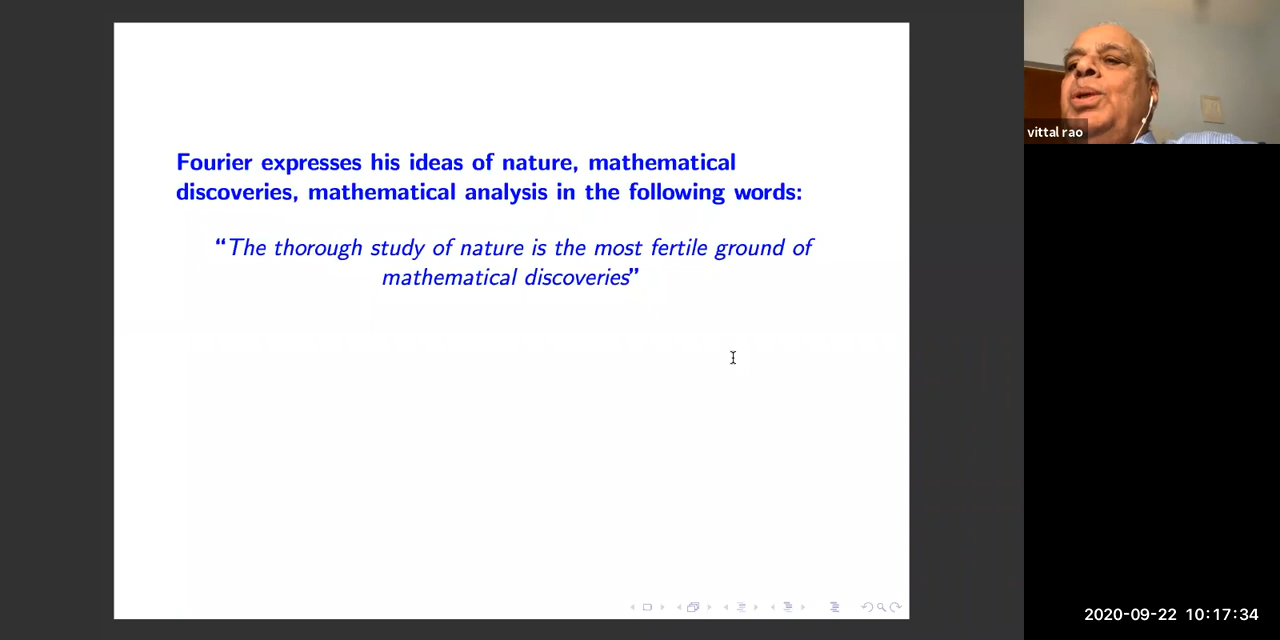 Fourier expresses his ideas of nature, mathematical
discoveries, mathematical analysis in the following words:
“The thorough study of nature is the most fertile ground of
mathematical discoveries”
vittal rao
2020-09-22 10:17:34